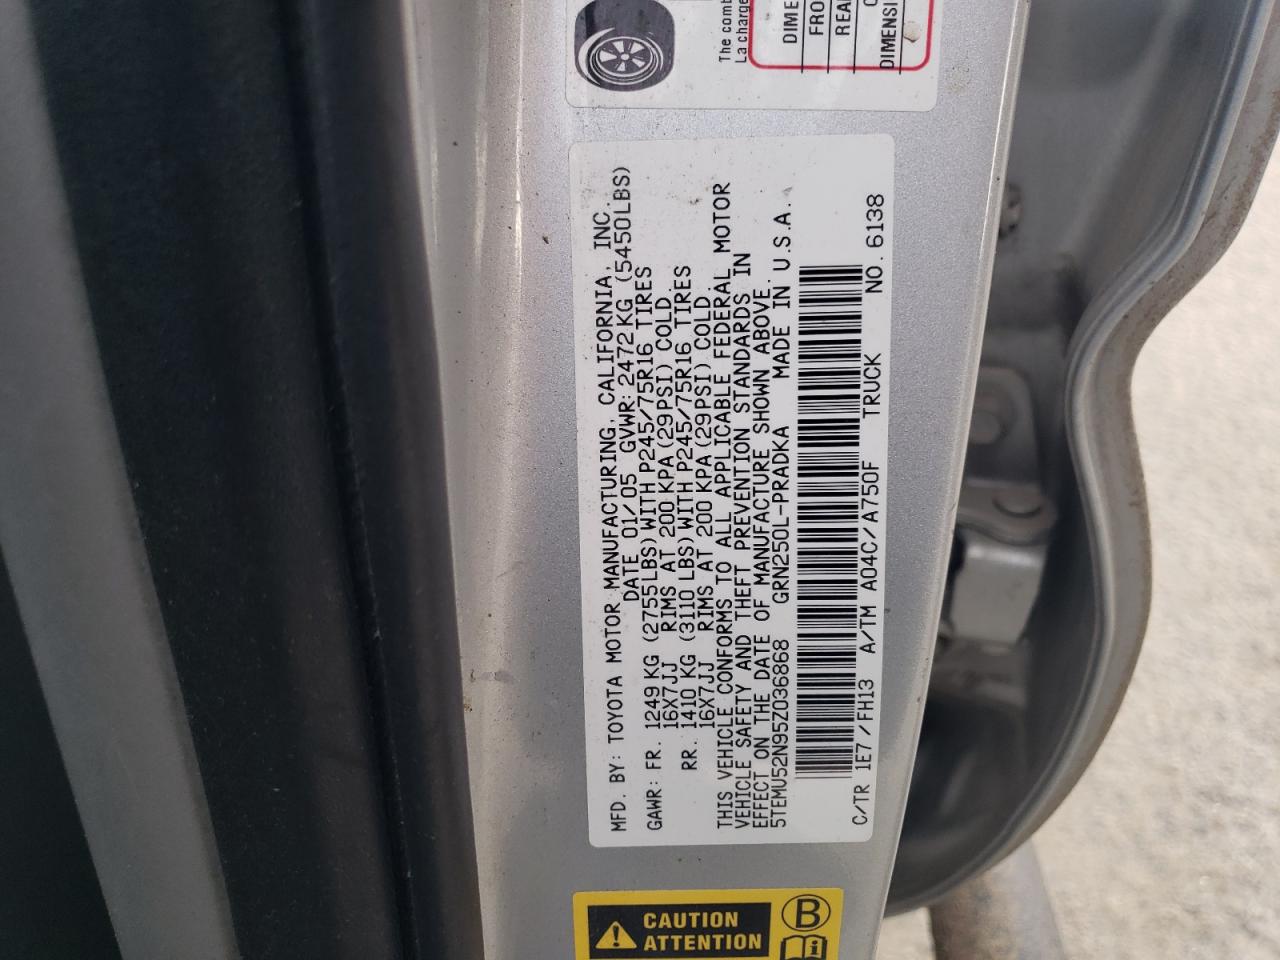 The comb
La charge
DIME
FRO
REA
DIMENSI
MFD. BY: TOYOTA MOTOR MANUFACTURING, CALIFORNIA, INC.
DATE 01/05 GVWR: 2472KG (5450LBS)
GAWR: FR. 1249KG (2755LBS) WITH P245/75R16 TIRES
16X7JJ RIMS AT 200 KPA (29PSI) COLD.
RR. 1410 KG (3110 LBS) WITH P245/75R16 TIRES
16X7JJ RIMS AT 200 KPA (29PSI) COLD.
THIS VEHICLE CONFORMS TO ALL APPLICABLE FEDERAL MOTOR
VEHICLE SAFETY AND THEFT PREVENTION STANDARDS IN
EFFECT ON THE DATE OF MANUFACTURE SHOWN ABOVE.
5TEMU52N95Z036868 GRN250L-PRADKA MADE IN U.S.A.
C/TR 1E7/FH13 A/TM A04C/A750F TRUCK NO. 6138
CAUTION
ATTENTION
B